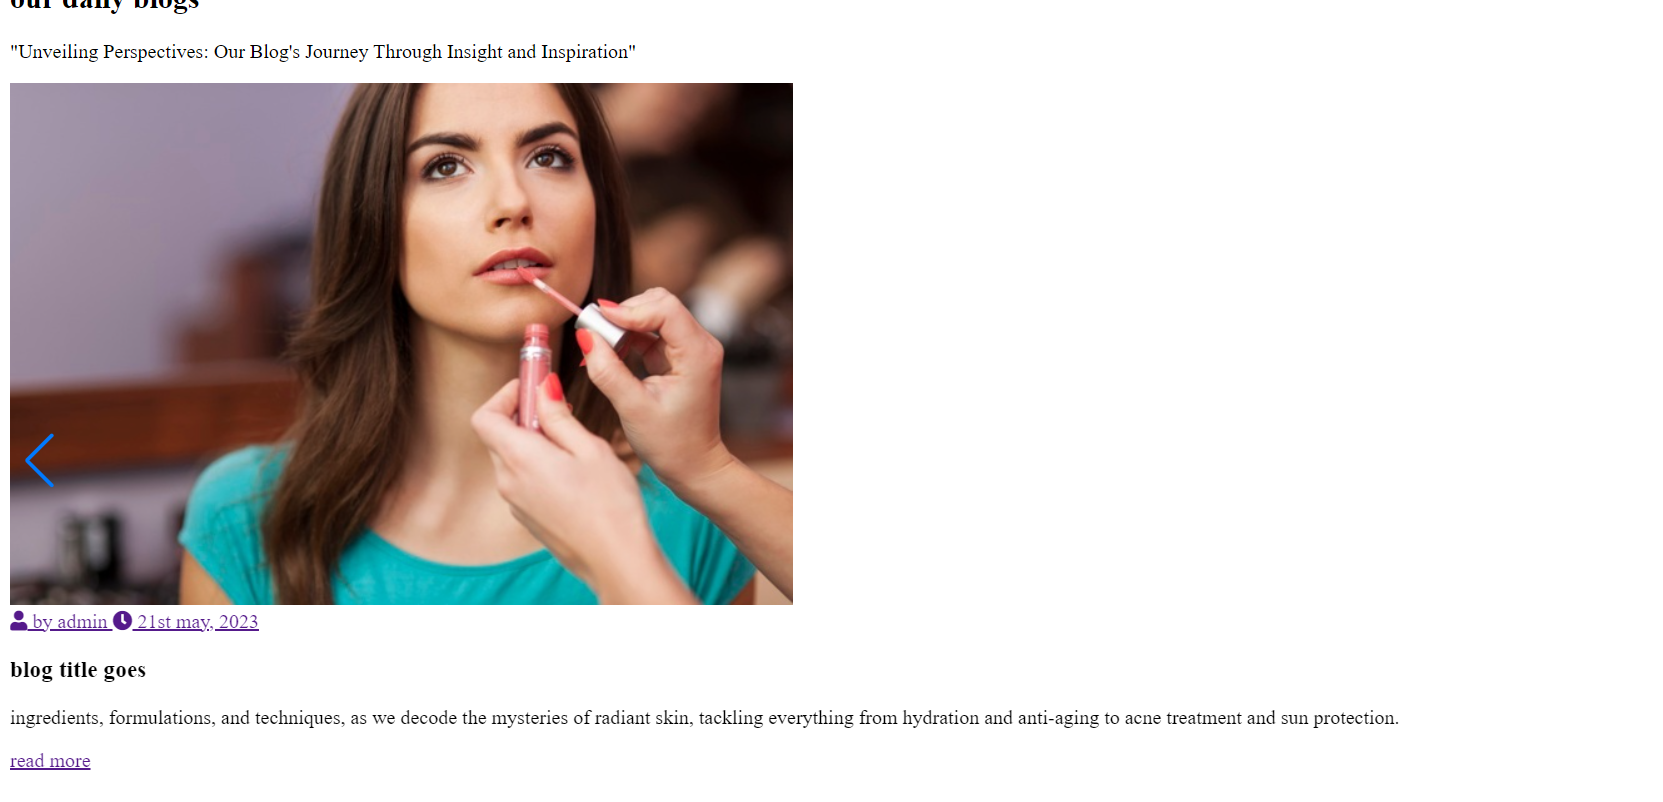 our daily blogs
"Unveiling Perspectives: Our Blog's Journey Through Insight and Inspiration"
by admin 21st may, 2023
blog title goes
ingredients, formulations, and techniques, as we decode the mysteries of radiant skin, tackling everything from hydration and anti-aging to acne treatment and sun protection.
read more